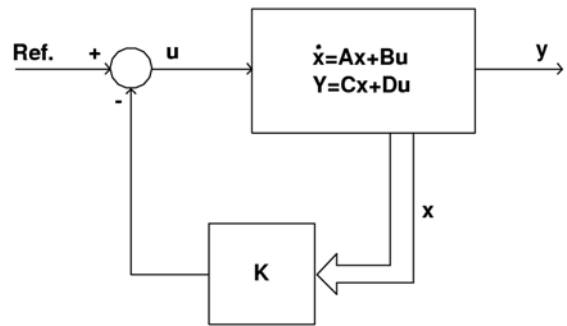 Ref.
+
u
ẋ=Ax+Bu
Y=Cx+Du
y
-
x
K